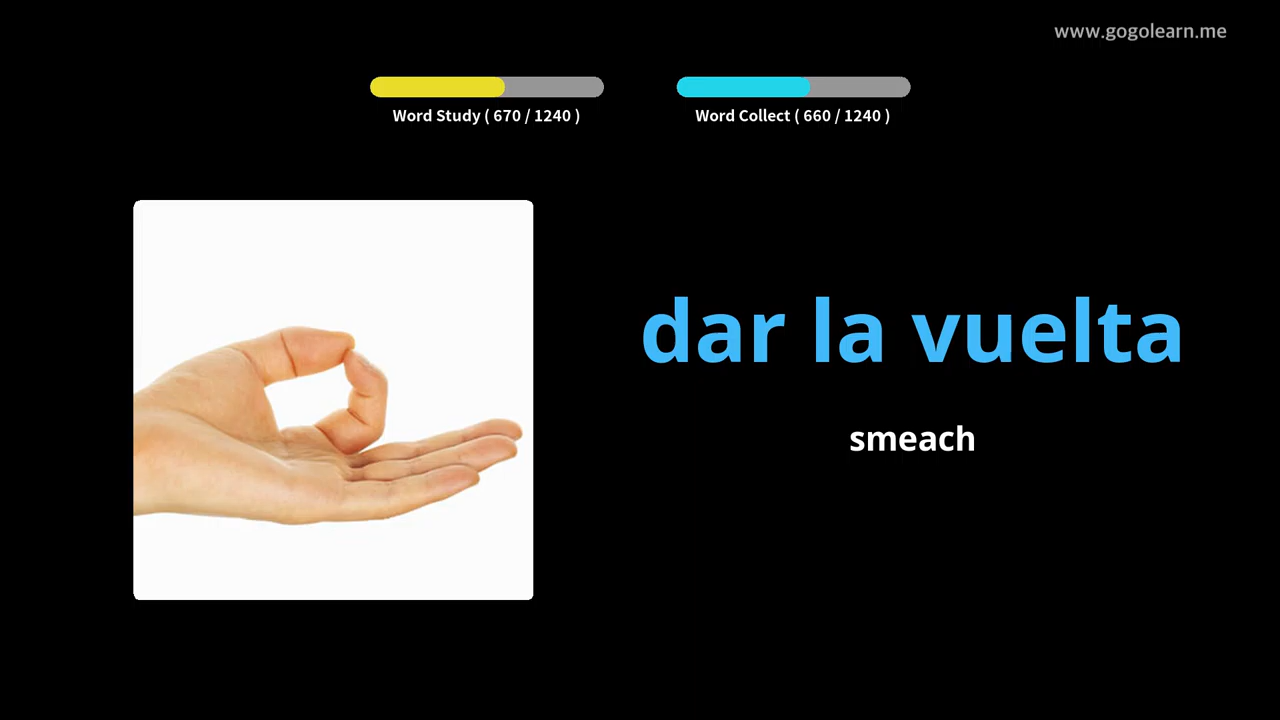 www.gogolearn.me
Word Study ( 670 / 1240 )
Word Collect ( 660 / 1240 )
dar la vuelta
smeach